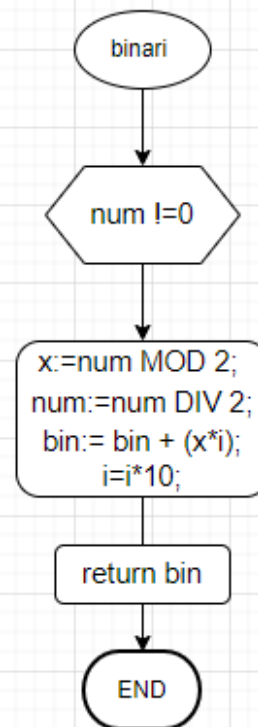 binari
num !=0
x:=num MOD 2;
num:=num DIV 2;
bin:= bin + (x*i);
i=i*10;
return bin
END